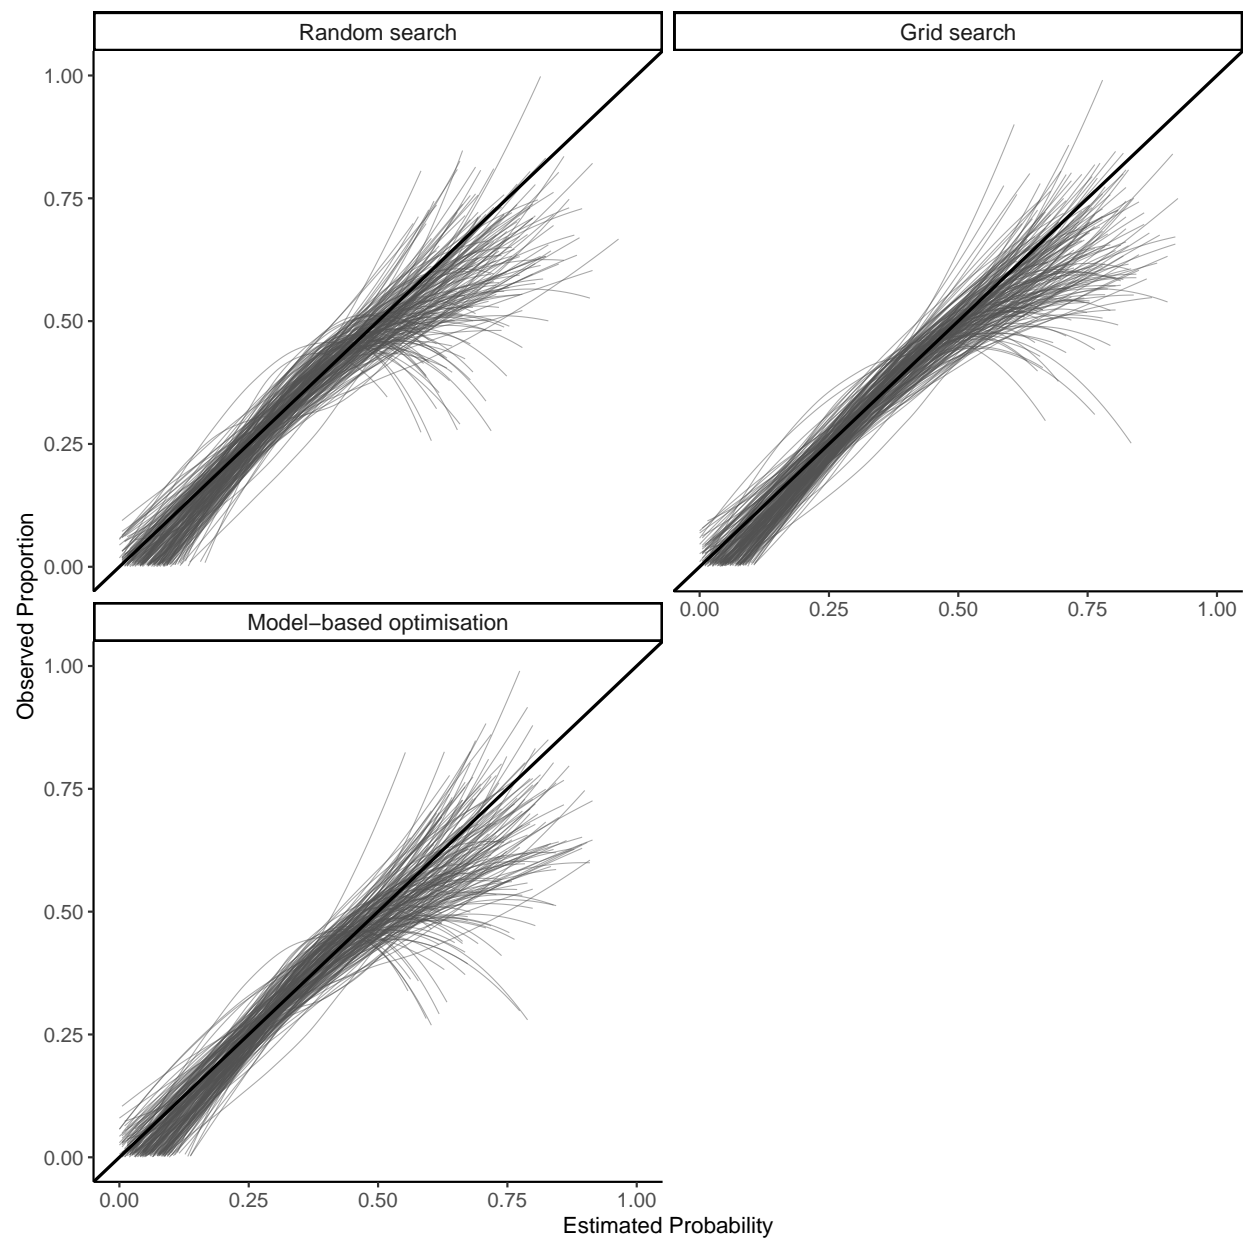 Random search
Grid search
1.00
0.75
0.50
0.25
0.00
0.00 0.25 0.50 0.75 1.00
Observed Proportion
Model−based optimisation
1.00
0.75
0.50
0.25
0.00
0.00 0.25 0.50 0.75 1.00
Estimated Probability